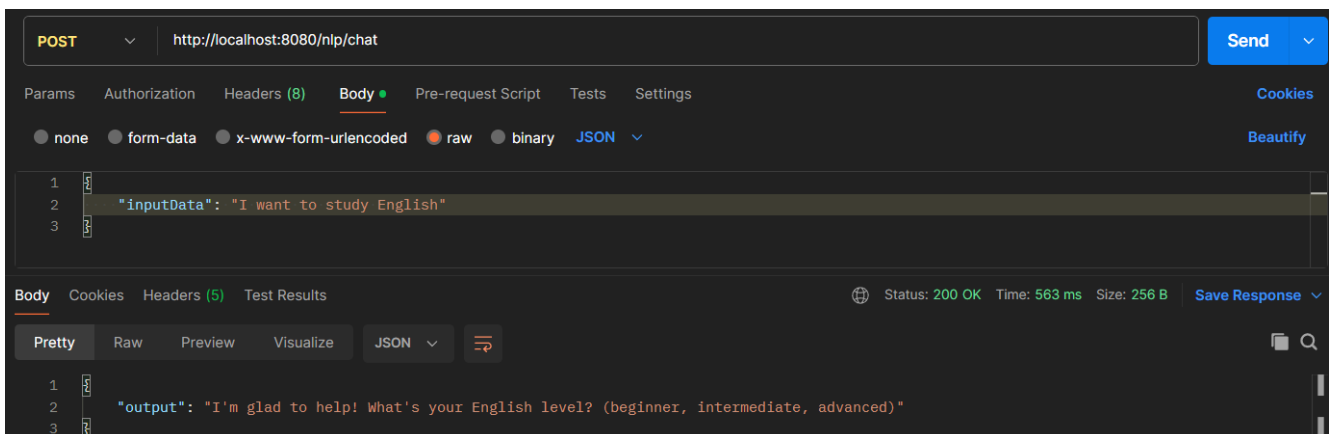 POST http://localhost:8080/nlp/chat Send
Params Authorization Headers (8) Body Pre-request Script Tests Settings Cookies
none form-data x-www-form-urlencoded raw binary JSON Beautify
1 {
2 "inputData": "I want to study English"
3 }
Body Cookies Headers (5) Test Results Status: 200 OK Time: 563 ms Size: 256 B Save Response
Pretty Raw Preview Visualize JSON
1 {
2 "output": "I'm glad to help! What's your English level? (beginner, intermediate, advanced)"
3 }